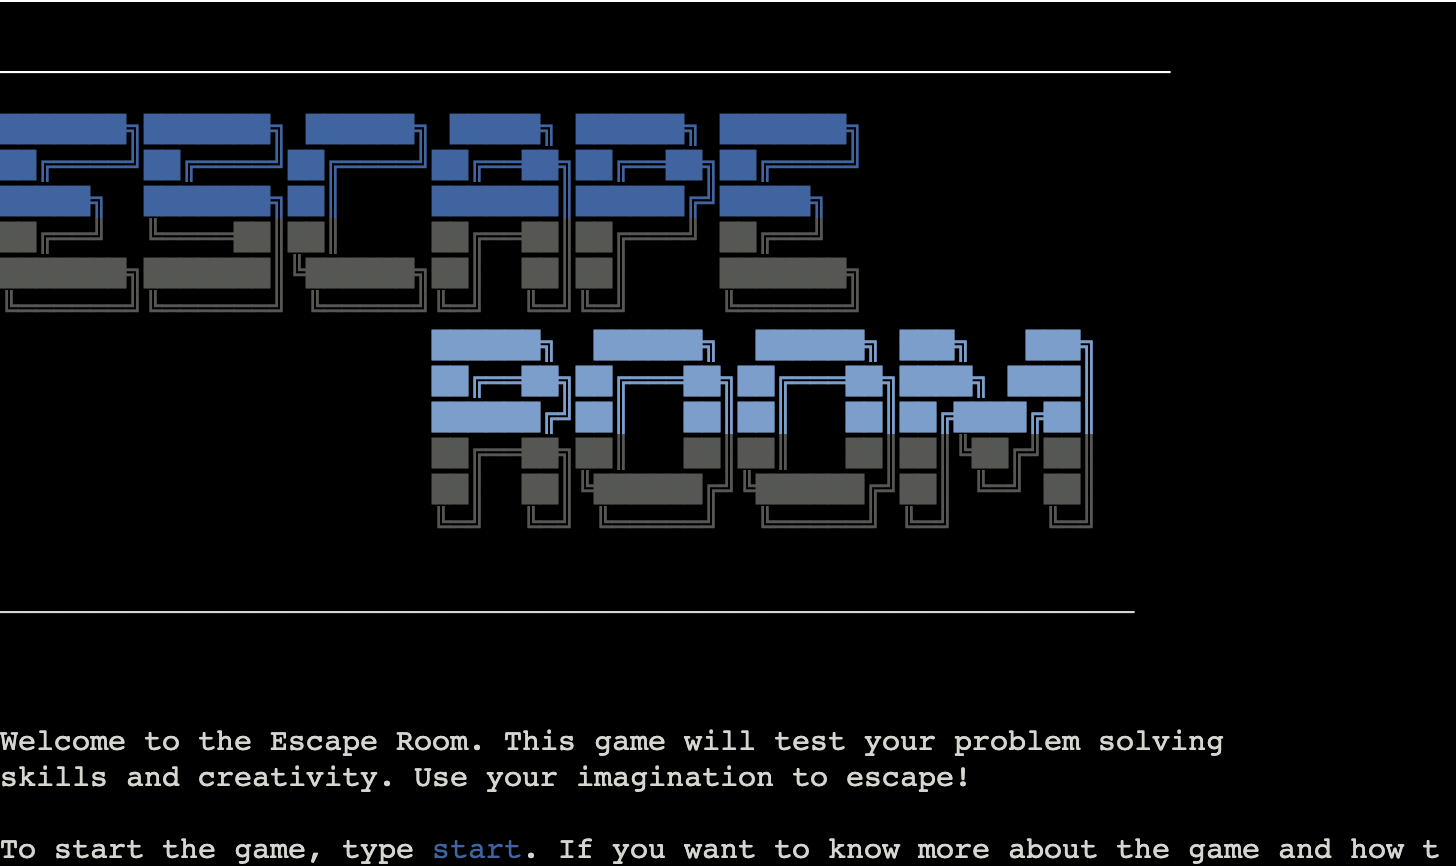 ESCAPE
ROOM
Welcome to the Escape Room. This game will test your problem solving
skills and creativity. Use your imagination to escape!
To start the game, type start. If you want to know more about the game and how t